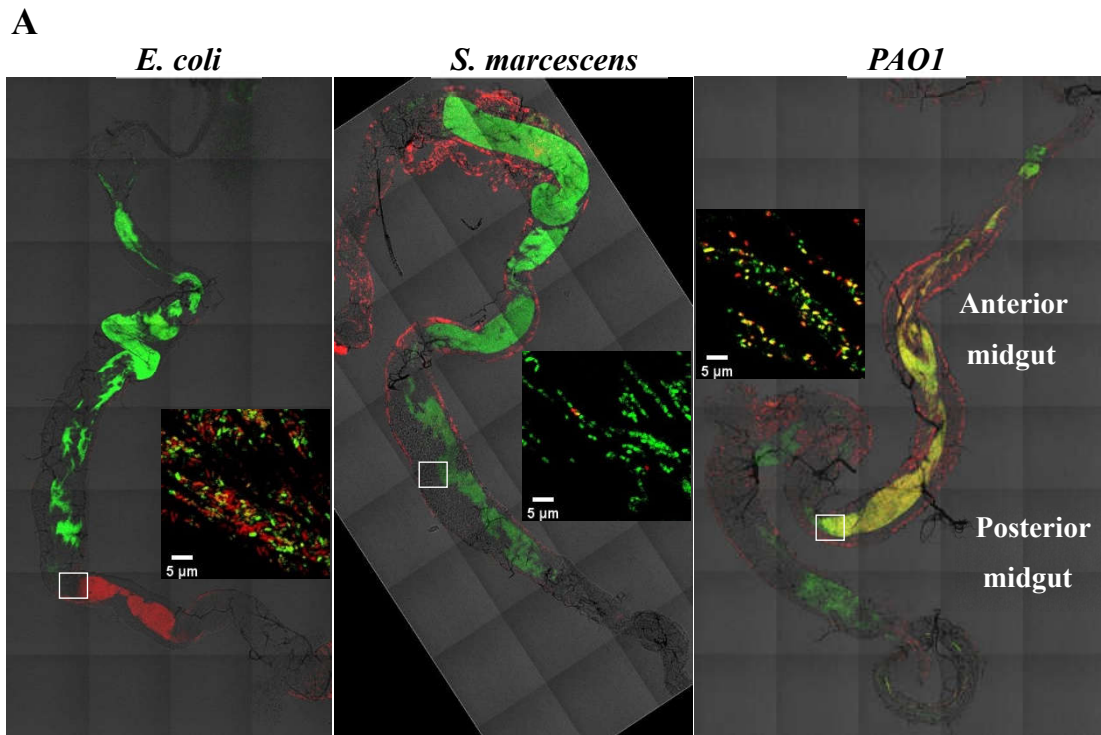 A
E. coli
S. marcescens
PAO1
Anterior
midgut
5 µm
5 µm
5 µm
Posterior
midgut